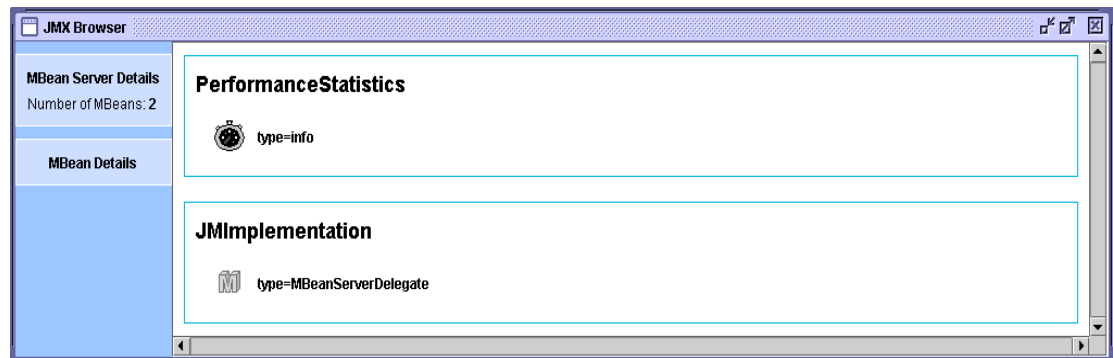 JMX Browser
MBean Server Details
Number of MBeans: 2
MBean Details
PerformanceStatistics
type=info
JMImplementation
type=MBeanServerDelegate